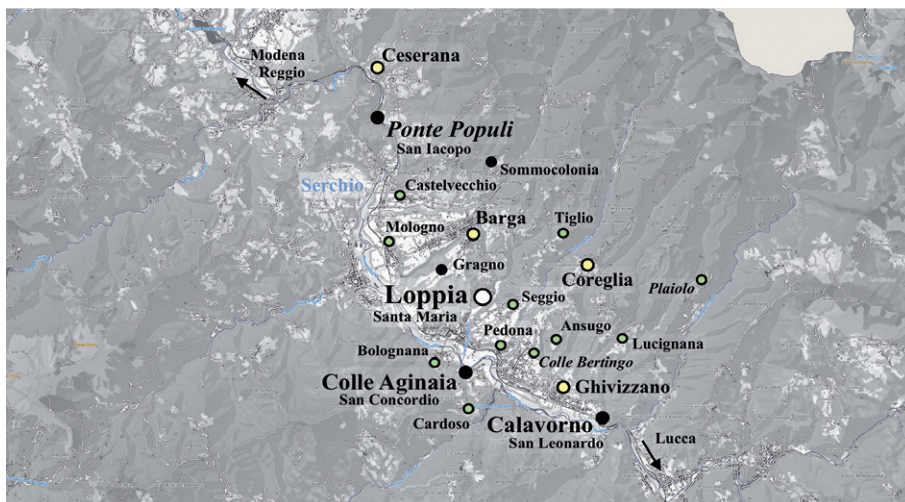 Modena
Reggio
Ceserana
Ponte Populi
San Iacopo
Sommocolonia
Serchio
Castelvecchio
Barga
Tiglio
Mologno
Gragno
Coreglia
Plaiolo
Loppia
Santa Maria
Seggio
Pedona
Ansugo
Lucignana
Bolognana
Colle Bertingo
Colle Aginaia
San Concordio
Ghivizzano
Cardoso
Calavorno
San Leonardo
Lucca